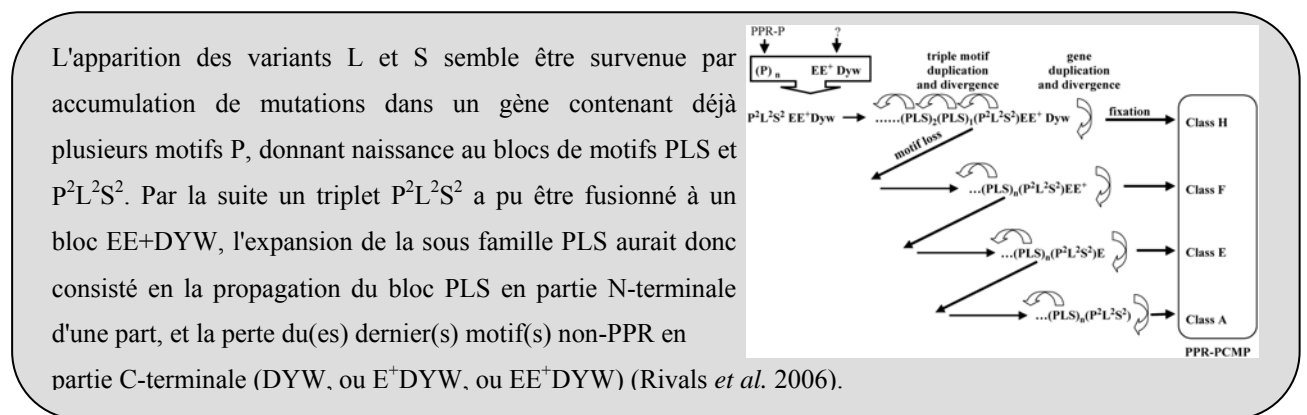 L'apparition des variants L et S semble être survenue par
accumulation de mutations dans un gène contenant déjà
plusieurs motifs P, donnant naissance au blocs de motifs PLS et
P²L²S². Par la suite un triplet P²L²S² a pu être fusionné à un
bloc EE+DYW, l'expansion de la sous famille PLS aurait donc
consisté en la propagation du bloc PLS en partie N-terminale
d'une part, et la perte du(es) dernier(s) motif(s) non-PPR en
partie C-terminale (DYW, ou E⁺DYW, ou EE⁺DYW) (Rivals et al. 2006).
PPR-P ?
(P)ₙ EE⁺ Dyw
triple motif
duplication
and divergence
gene
duplication
and divergence
P²L²S² EE⁺Dyw
......(PLS)₂(PLS)₁(P²L²S²)EE⁺ Dyw
fixation
Class H
motif loss
...(PLS)ₙ(P²L²S²)EE⁺
Class F
...(PLS)ₙ(P²L²S²)E
Class E
...(PLS)ₙ(P²L²S²)
Class A
PPR-PCMP